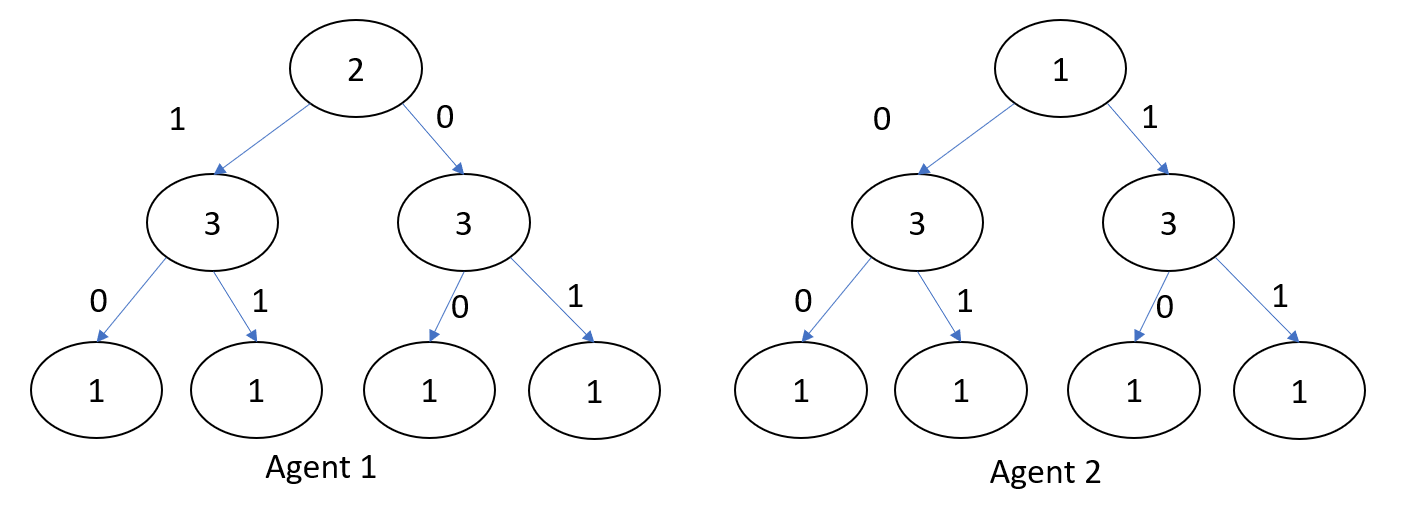 2
1
1 0
0 1
3 3
3 3
0 1 0 1
0 1 0 1
1 1 1 1
1 1 1 1
Agent 1
Agent 2